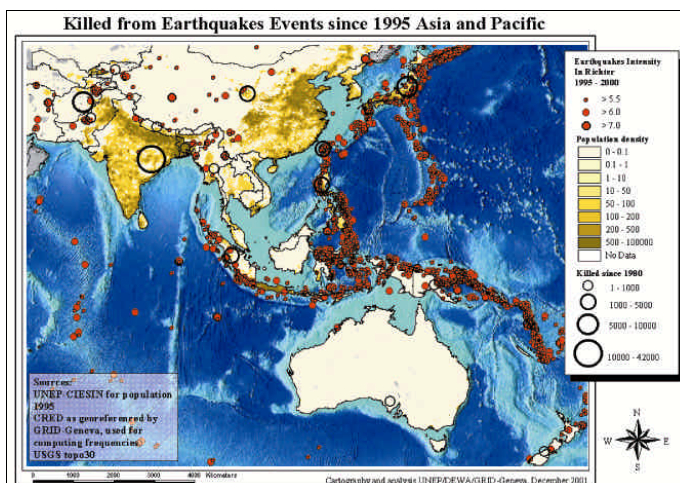 Killed from Earthquakes Events since 1995 Asia and Pacific
Earthquakes Intensity
In Richter
1995 - 2000
> 5.5
> 6.0
> 7.0
Population density
0 - 0.1
0.1 - 1
1 - 10
10 - 50
50 - 100
100 - 200
200 - 500
500 - 100000
No Data
Killed since 1980
1 - 1000
1000 - 5000
5000 - 10000
10000 - 42000
Sources:
UNEP-CIESIN for population
1995
CRED as georeferenced by
GRID-Geneva, used for
computing frequencies
USGS topo30
N
W E
S
0 1000 2000 3000 4000 Kilometers
Cartography and analysis UNEP/DEWA/GRID-Geneva, December 2001